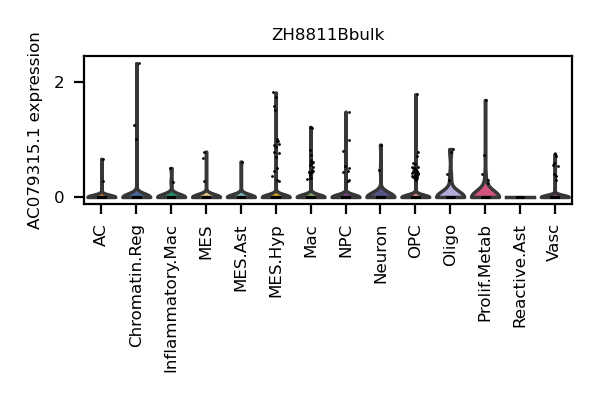 ZH8811Bbulk
AC079315.1 expression
2
0
AC
Chromatin.Reg
Inflammatory.Mac
MES
MES.Ast
MES.Hyp
Mac
NPC
Neuron
OPC
Oligo
Prolif.Metab
Reactive.Ast
Vasc